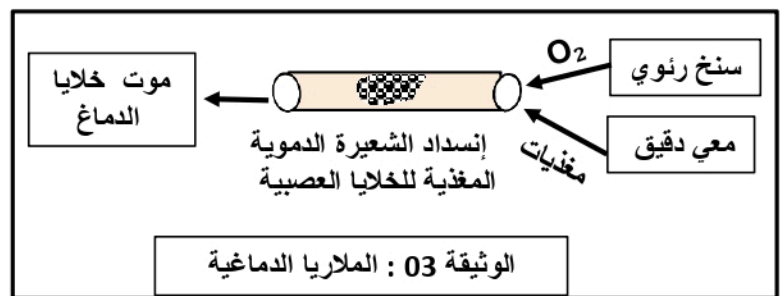 سنخ رئوي
O₂
معي دقيق
مغذيات
إنسداد الشعيرة الدموية
المغذية للخلايا العصبية
موت خلايا
الدماغ
الوثيقة 03 : الملاريا الدماغية